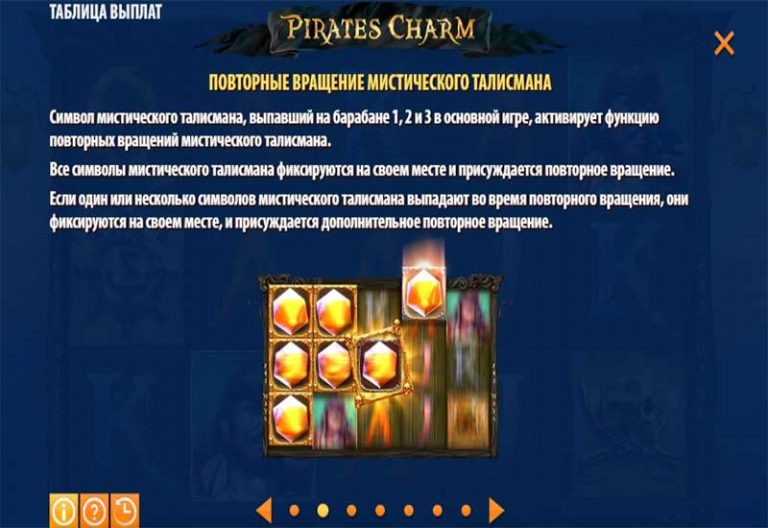 ТАБЛИЦА ВЫПЛАТ
PIRATES CHARM
ПОВТОРНЫЕ ВРАЩЕНИЕ МИСТИЧЕСКОГО ТАЛИСМАНА
Символ мистического талисмана, выпавший на барабане 1, 2 и 3 в основной игре, активирует функцию
повторных вращений мистического талисмана.
Все символы мистического талисмана фиксируются на своем месте и присуждается повторное вращение.
Если один или несколько символов мистического талисмана выпадают во время повторного вращения, они
фиксируются на своем месте, и присуждается дополнительное повторное вращение.